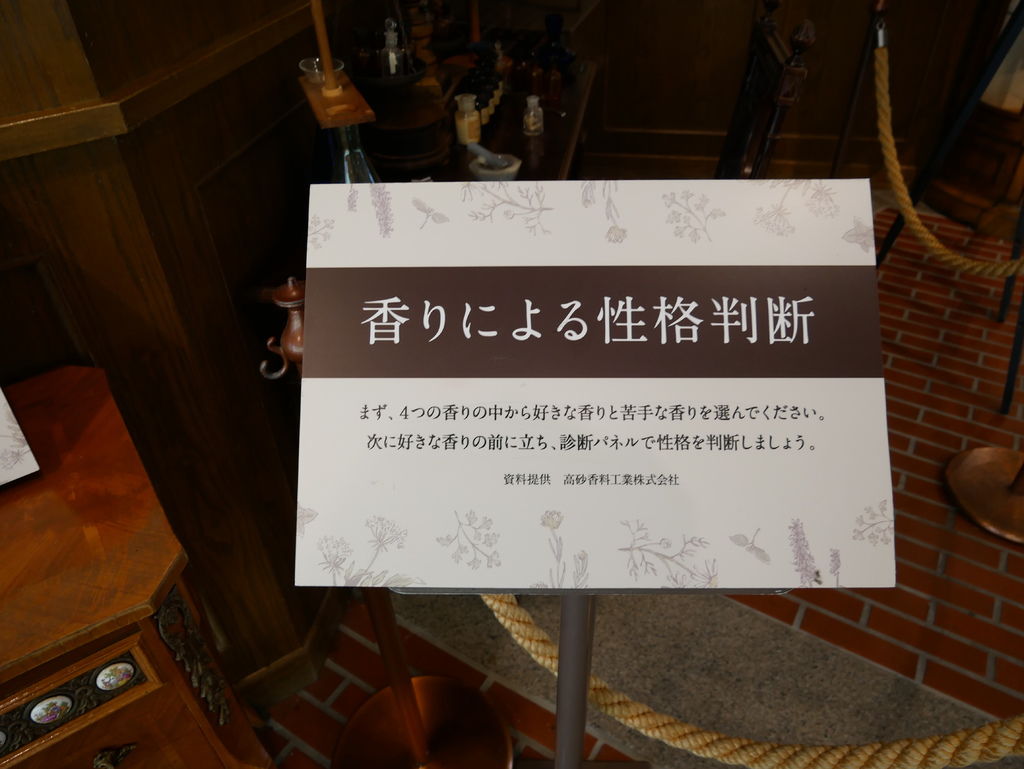 香りによる性格判断
まず、4つの香りの中から好きな香りと苦手な香りを選んでください。
次に好きな香りの前に立ち、診断パネルで性格を判断しましょう。
資料提供　高砂香料工業株式会社